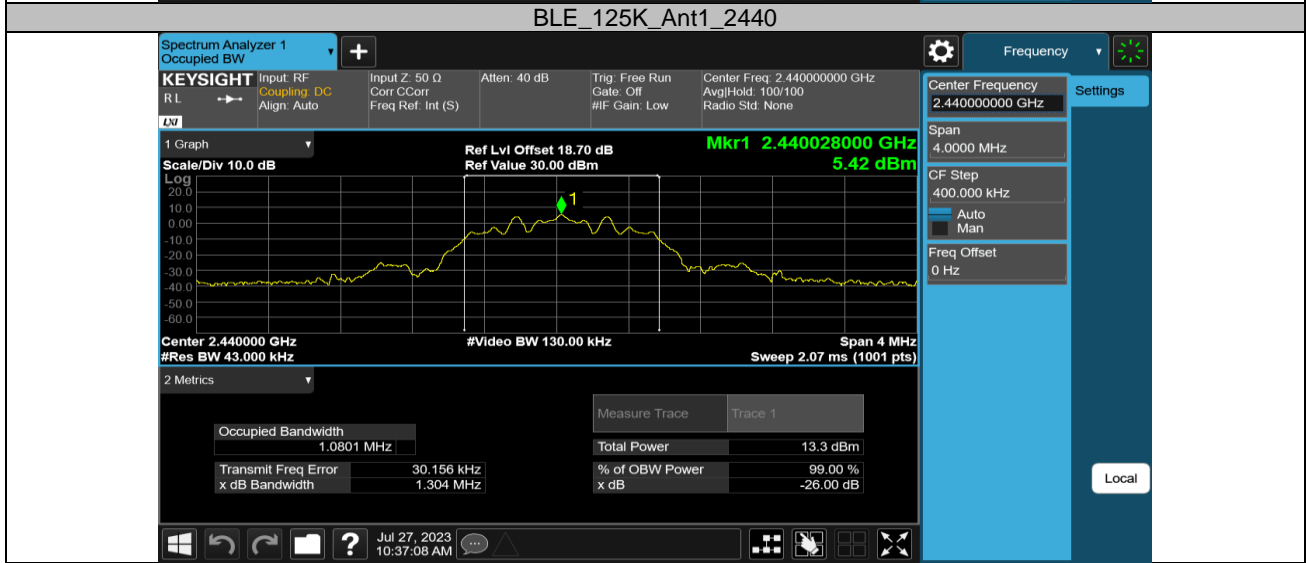 BLE_125K_Ant1_2440
Spectrum Analyzer 1
Occupied BW
Frequency
KEYSIGHT
R L
LXI
Input: RF
Coupling: DC
Align: Auto
Input Z: 50 Ω
Corr CCorr
Freq Ref: Int (S)
Atten: 40 dB
Trig: Free Run
Gate: Off
#IF Gain: Low
Center Freq: 2.440000000 GHz
Avg|Hold: 100/100
Radio Std: None
Center Frequency
2.440000000 GHz
Settings
Span
4.0000 MHz
CF Step
400.000 kHz
Auto
Man
Freq Offset
0 Hz
1 Graph
Scale/Div 10.0 dB
Ref Lvl Offset 18.70 dB
Ref Value 30.00 dBm
Mkr1 2.440028000 GHz
5.42 dBm
Log
20.0
10.0
0.00
-10.0
-20.0
-30.0
-40.0
-50.0
-60.0
1
Center 2.440000 GHz
#Res BW 43.000 kHz
#Video BW 130.00 kHz
Span 4 MHz
Sweep 2.07 ms (1001 pts)
2 Metrics
Measure Trace Trace 1
Occupied Bandwidth
1.0801 MHz
Total Power 13.3 dBm
Transmit Freq Error 30.156 kHz
% of OBW Power 99.00 %
x dB Bandwidth 1.304 MHz
x dB -26.00 dB
Local
?
Jul 27, 2023
10:37:08 AM